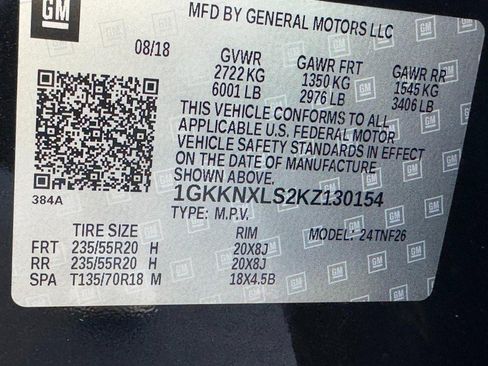 GM
MFD BY GENERAL MOTORS LLC
08/18
GVWR GAWR FRT GAWR RR
2722 KG 1350 KG 1545 KG
6001 LB 2976 LB 3406 LB
THIS VEHICLE CONFORMS TO ALL
APPLICABLE U.S. FEDERAL MOTOR
VEHICLE SAFETY STANDARDS IN EFFECT
ON THE DATE OF MANUFACTURE
SHOWN ABOVE.
384A
1GKKNXLS2KZ130154
TYPE: M.P.V. MODEL: 24TNF26
TIRE SIZE RIM
FRT 235/55R20 H 20X8J
RR 235/55R20 H 20X8J
SPA T135/70R18 M 18X4.5B